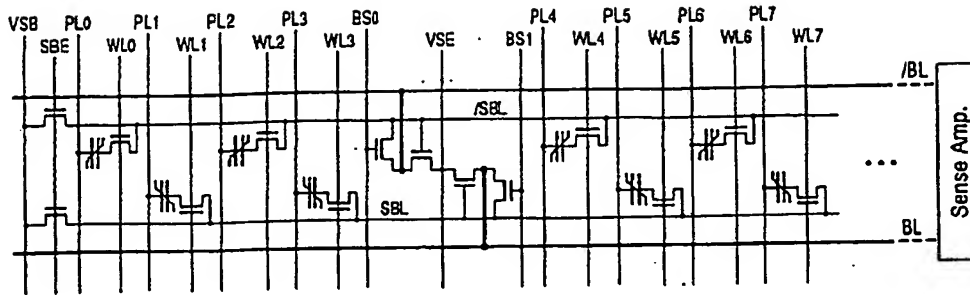 VSB PL0 PL1 PL2 PL3 BS0 PL4 PL5 PL6 PL7
SBE WL0 WL1 WL2 WL3 VSE BS1 WL4 WL5 WL6 WL7
/BL
/SBL
SBL
BL
Sense Amp.